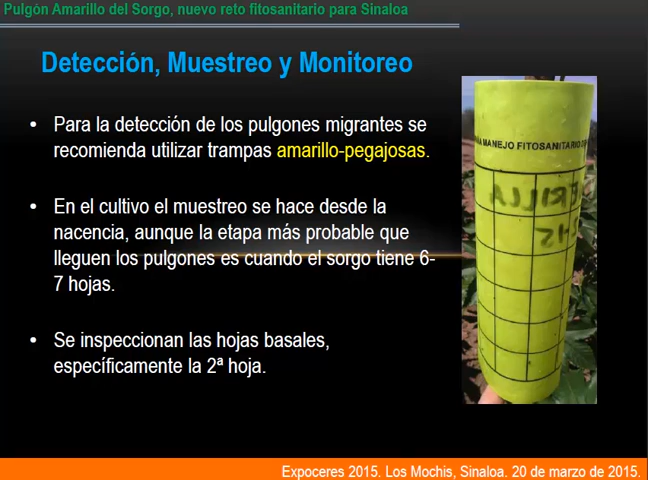 Pulgón Amarillo del Sorgo, nuevo reto fitosanitario para Sinaloa
Detección, Muestreo y Monitoreo
• Para la detección de los pulgones migrantes se
recomienda utilizar trampas amarillo-pegajosas.
• En el cultivo el muestreo se hace desde la
nacencia, aunque la etapa más probable que
lleguen los pulgones es cuando el sorgo tiene 6-
7 hojas.
• Se inspeccionan las hojas basales,
específicamente la 2ª hoja.
MANEJO FITOSANITARIO
Expoceres 2015. Los Mochis, Sinaloa. 20 de marzo de 2015.